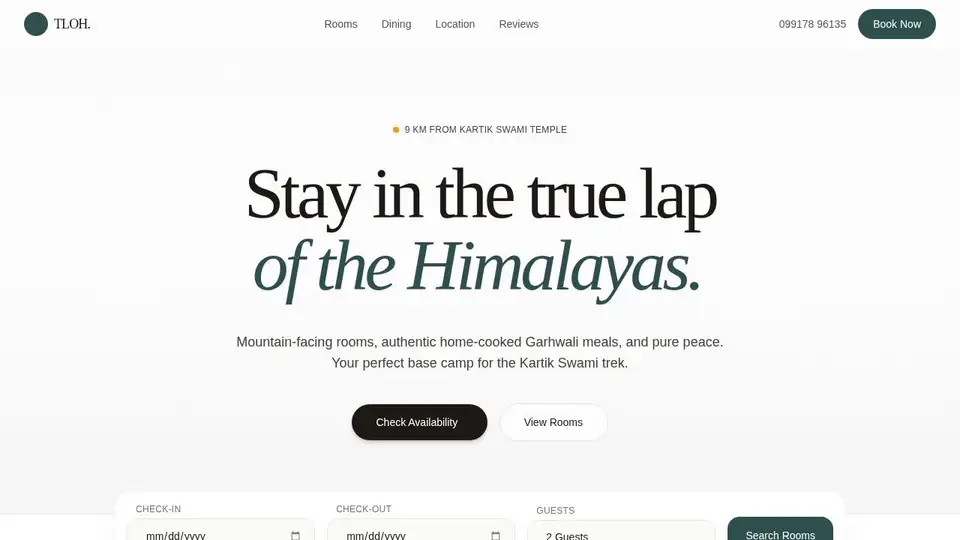 TLOH.
Rooms
Dining
Location
Reviews
099178 96135
Book Now
9 KM FROM KARTIK SWAMI TEMPLE
Stay in the true lap
of the Himalayas.
Mountain-facing rooms, authentic home-cooked Garhwali meals, and pure peace.
Your perfect base camp for the Kartik Swami trek.
Check Availability
View Rooms
CHECK-IN
CHECK-OUT
GUESTS
mm/dd/yyyy
mm/dd/yyyy
2 Guests
Search Rooms